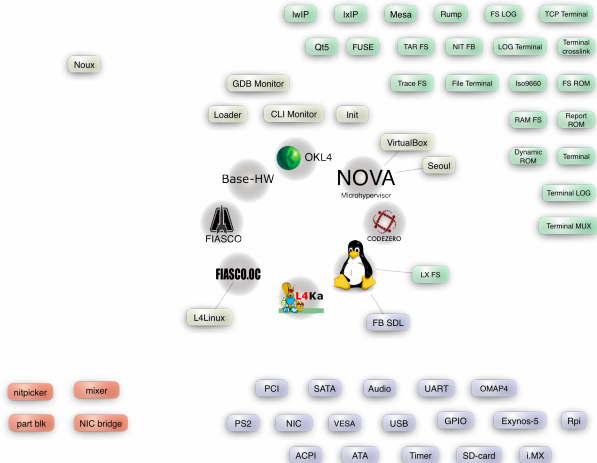 lwIP
lxIP
Mesa
Rump
FS LOG
TCP Terminal
Qt5
FUSE
TAR FS
NIT FB
LOG Terminal
Terminal
crosslink
Noux
GDB Monitor
Trace FS
File Terminal
Iso9660
FS ROM
Loader
CLI Monitor
Init
RAM FS
Report
ROM
VirtualBox
OKL4
Dynamic
ROM
Terminal
Seoul
Base-HW
NOVA
Microhypervisor
Terminal LOG
FIASCO
CODEZERO
Terminal MUX
FIASCO.OC
LX FS
L4Ka
L4Linux
FB SDL
nitpicker
mixer
PCI
SATA
Audio
UART
OMAP4
part blk
NIC bridge
PS2
NIC
VESA
USB
GPIO
Exynos-5
Rpi
ACPI
ATA
Timer
SD-card
i.MX